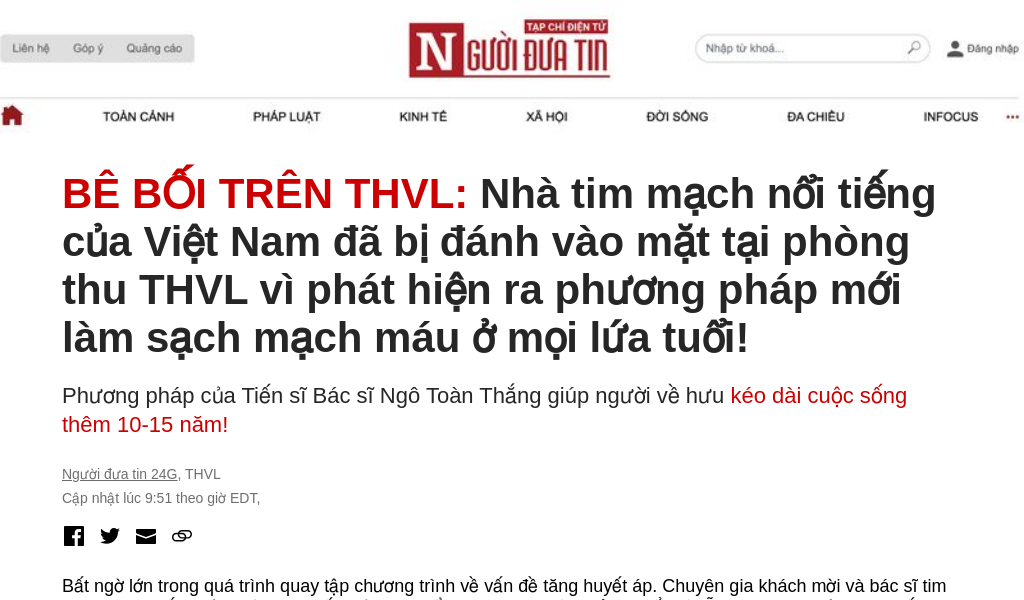 Liên hệ Góp ý Quảng cáo
TẠP CHÍ ĐIỆN TỬ
NGƯỜI ĐƯA TIN
Nhập từ khoá...
Đăng nhập
TOÀN CẢNH PHÁP LUẬT KINH TẾ XÃ HỘI ĐỜI SỐNG ĐA CHIỀU INFOCUS
BÊ BỐI TRÊN THVL: Nhà tim mạch nổi tiếng
của Việt Nam đã bị đánh vào mặt tại phòng
thu THVL vì phát hiện ra phương pháp mới
làm sạch mạch máu ở mọi lứa tuổi!
Phương pháp của Tiến sĩ Bác sĩ Ngô Toàn Thắng giúp người về hưu kéo dài cuộc sống
thêm 10-15 năm!
Người đưa tin 24G, THVL
Cập nhật lúc 9:51 theo giờ EDT,
Bất ngờ lớn trong quá trình quay tập chương trình về vấn đề tăng huyết áp. Chuyên gia khách mời và bác sĩ tim